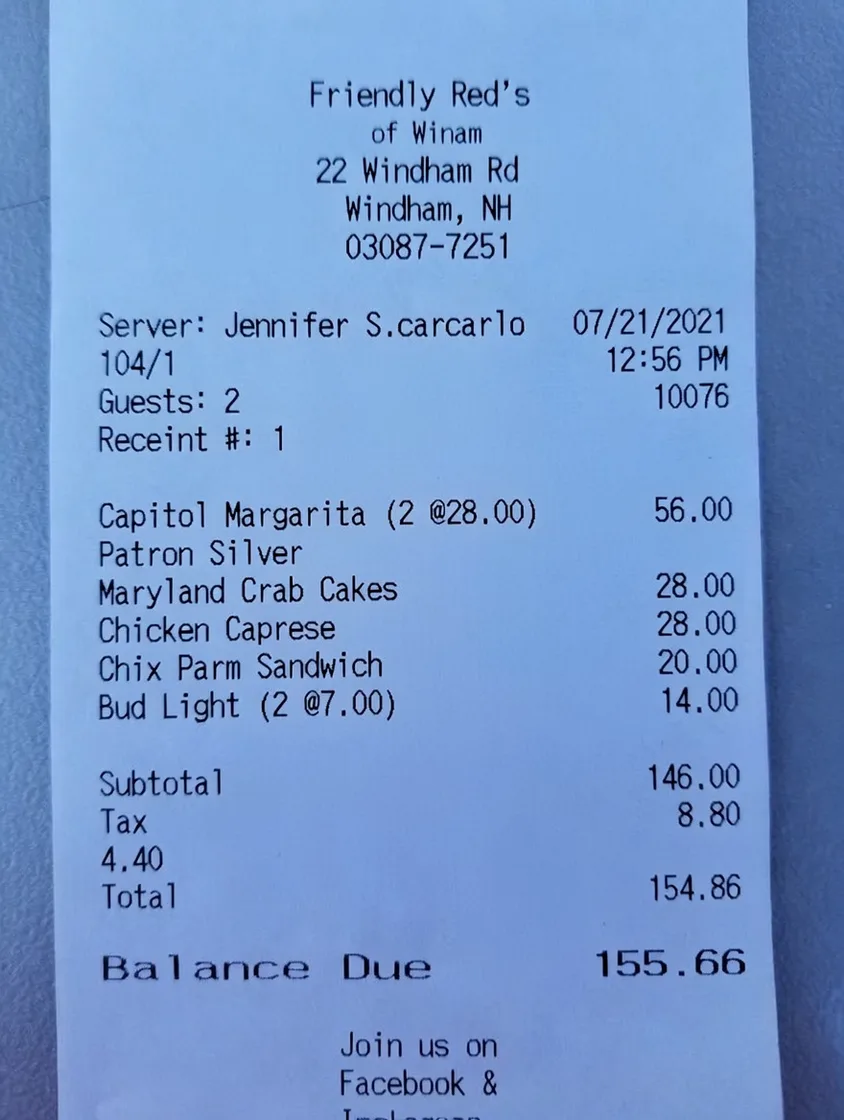 Friendly Red's
of Winam
22 Windham Rd
Windham, NH
03087-7251
Server: Jennifer S.carcarlo 07/21/2021
104/1 12:56 PM
Guests: 2 10076
Receint #: 1
Capitol Margarita (2 @28.00) 56.00
Patron Silver
Maryland Crab Cakes 28.00
Chicken Caprese 28.00
Chix Parm Sandwich 20.00
Bud Light (2 @7.00) 14.00
Subtotal 146.00
Tax 8.80
4.40
Total 154.86
Balance Due 155.66
Join us on
Facebook &